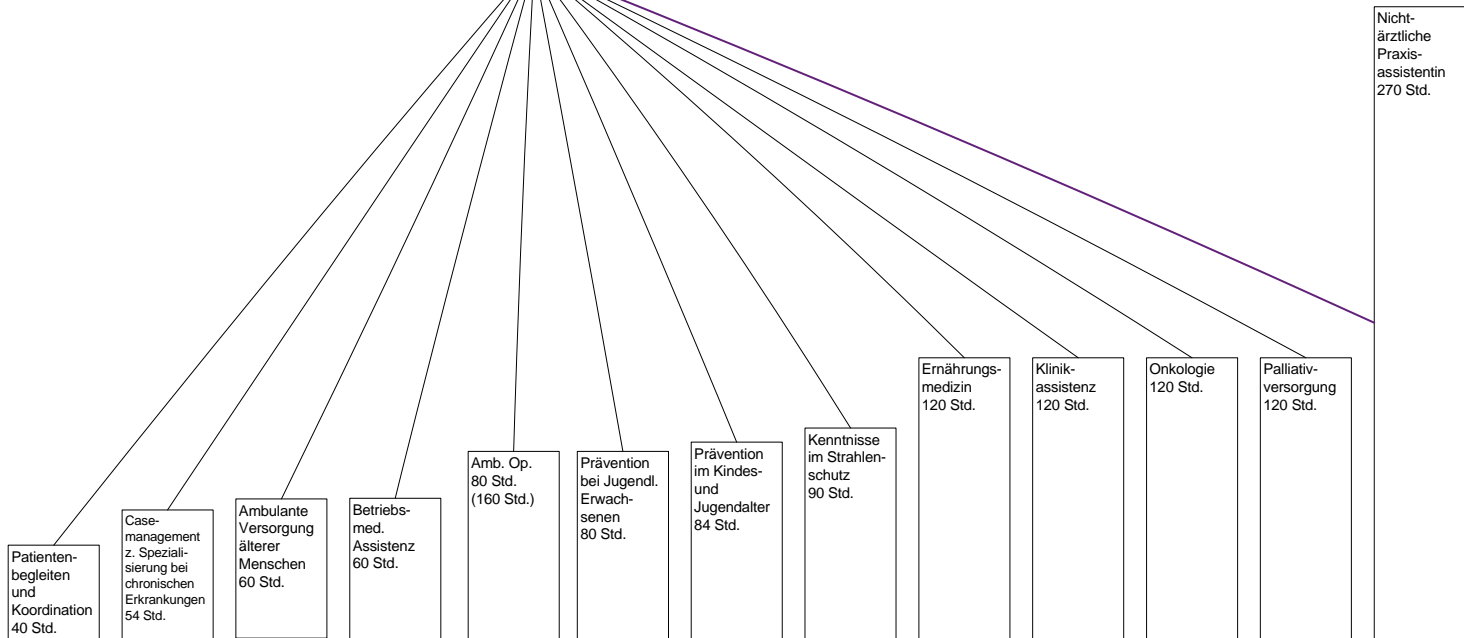 Patienten-
begleiten
und
Koordination
40 Std.
Case-
management
z. Speziali-
sierung bei
chronischen
Erkrankungen
54 Std.
Ambulante
Versorgung
älterer
Menschen
60 Std.
Betriebs-
med.
Assistenz
60 Std.
Amb. Op.
80 Std.
(160 Std.)
Prävention
bei Jugendl.
Erwach-
senen
80 Std.
Prävention
im Kindes-
und
Jugendalter
84 Std.
Kenntnisse
im Strahlen-
schutz
90 Std.
Ernährungs-
medizin
120 Std.
Klinik-
assistenz
120 Std.
Onkologie
120 Std.
Palliativ-
versorgung
120 Std.
Nicht-
ärztliche
Praxis-
assistentin
270 Std.